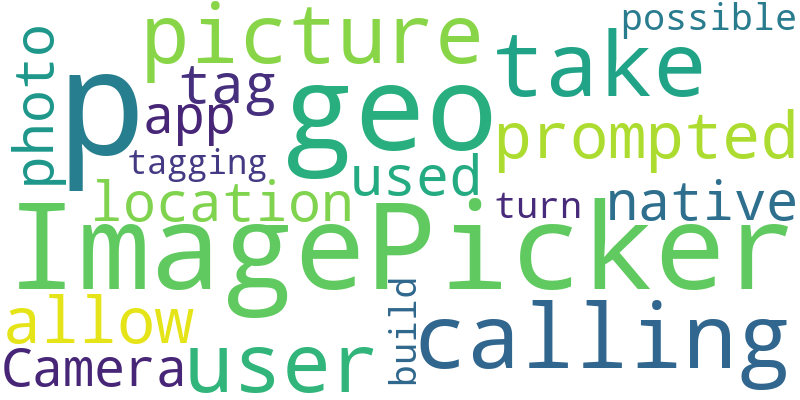 possible
picture
take
photo
p
tag
geo
app
prompted
tagging
used
location
native
turn
ImagePicker
build
allow
calling
Camera
user